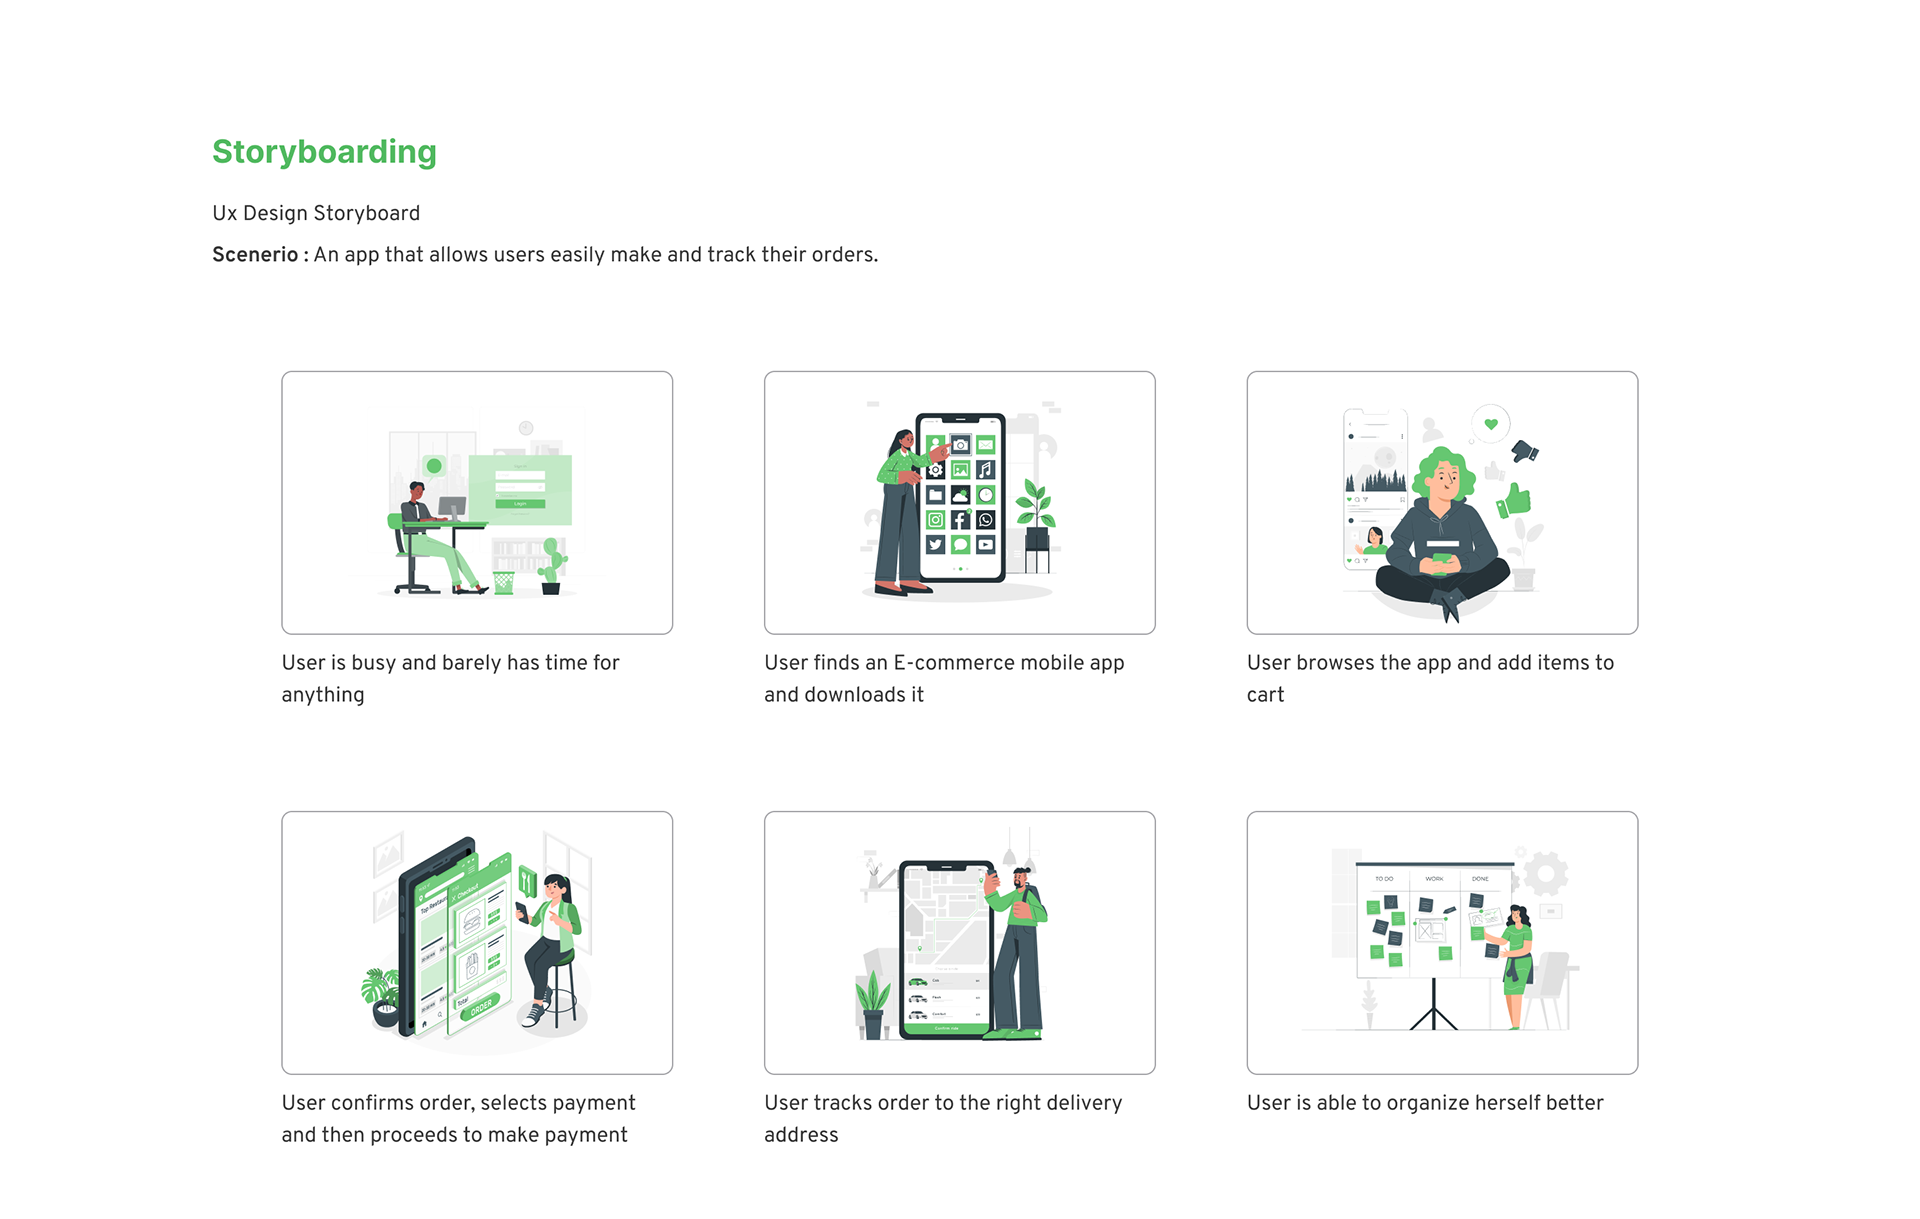 Storyboarding
Ux Design Storyboard
Scenerio : An app that allows users easily make and track their orders.
Login
User is busy and barely has time for
anything
User finds an E-commerce mobile app
and downloads it
User browses the app and add items to
cart
Checkout
Total
ORDER
User confirms order, selects payment
and then proceeds to make payment
User tracks order to the right delivery
address
TO DO
WORK
DONE
User is able to organize herself better